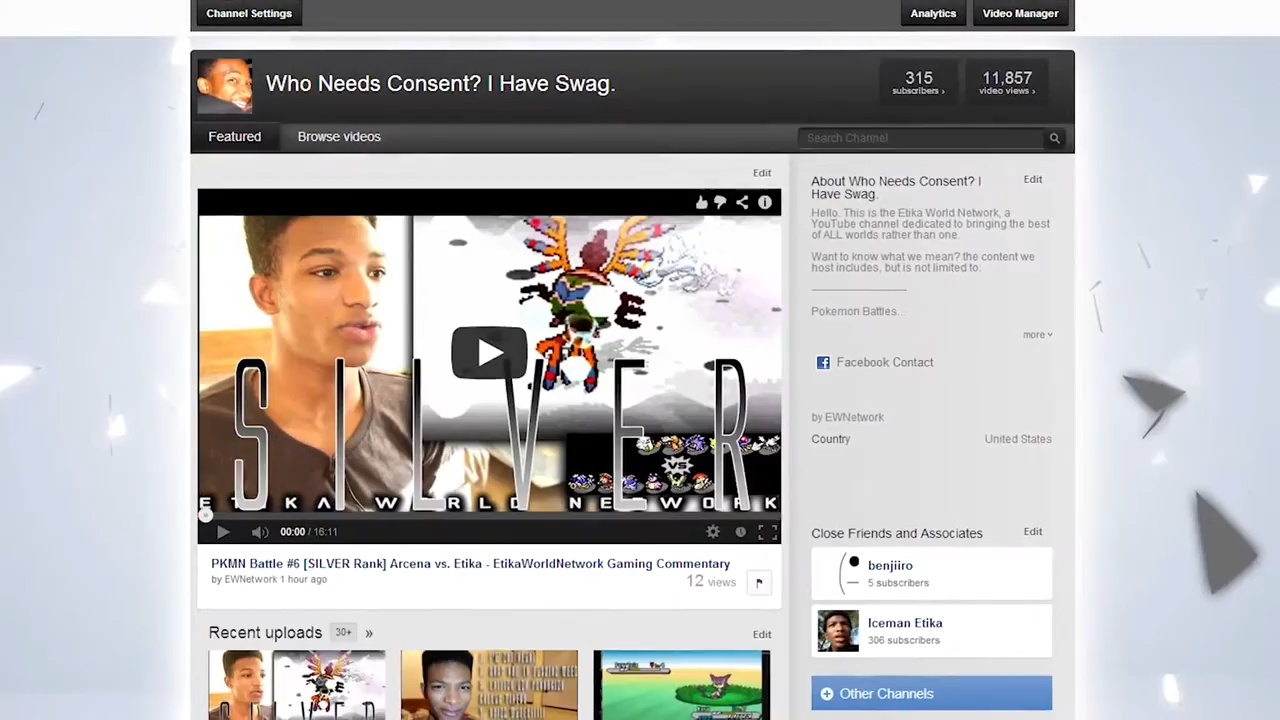 Channel Settings
Analytics
Video Manager
Who Needs Consent? I Have Swag.
315
subscribers ›
11,857
video views ›
Featured
Browse videos
Search Channel
Edit
SILVER
VS
ETIKA WORLD NETWORK
00:00 / 16:11
PKMN Battle #6 [SILVER Rank] Arcena vs. Etika - EtikaWorldNetwork Gaming Commentary
by EWNetwork 1 hour ago
12 views
Recent uploads 30+ »
Edit
SILVER
About Who Needs Consent? I
Have Swag.
Edit
Hello. This is the Etika World Network, a
YouTube channel dedicated to bringing the best
of ALL worlds rather than one.
Want to know what we mean? the content we
host includes, but is not limited to:
Pokemon Battles...
more
Facebook Contact
by EWNetwork
Country
United States
Close Friends and Associates
Edit
benjiiro
5 subscribers
Iceman Etika
306 subscribers
Other Channels